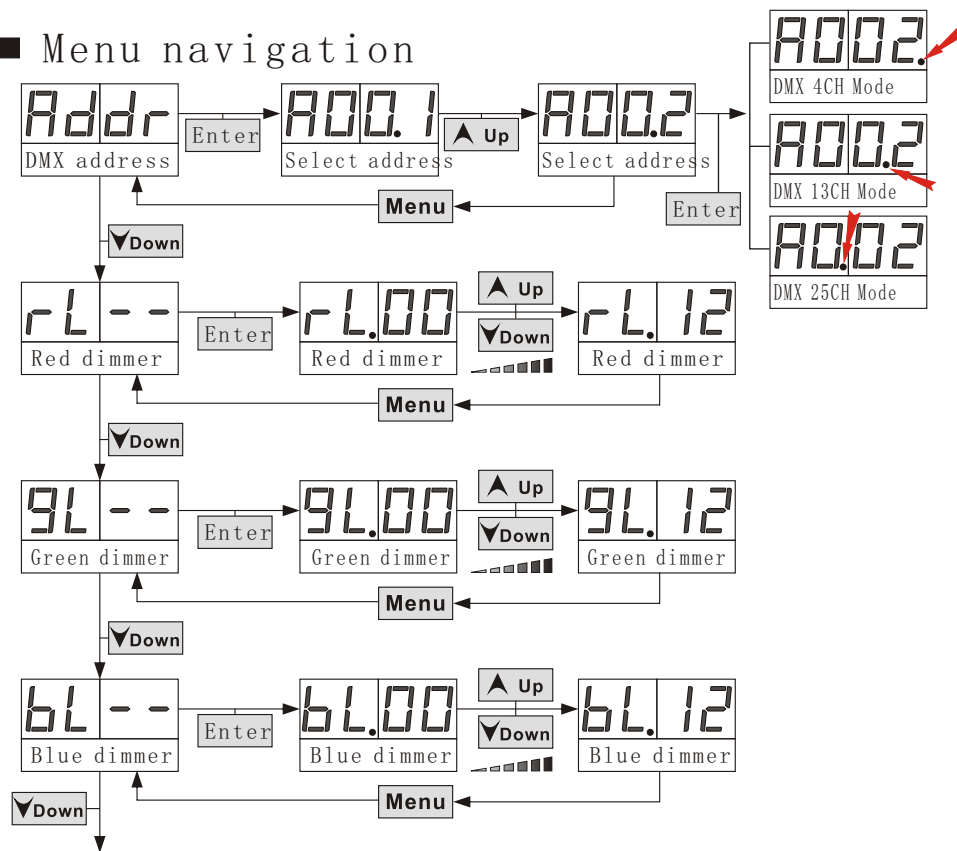 ■ Menu navigation
Addr
DMX address
Enter
A00.1
Select address
Up
A00.2
Select address
Enter
A002.
DMX 4CH Mode
A00.2
DMX 13CH Mode
A0.02
DMX 25CH Mode
Menu
Down
rL--
Red dimmer
Enter
rL.00
Red dimmer
Up
Down
rL.12
Red dimmer
Menu
Down
gL--
Green dimmer
Enter
gL.00
Green dimmer
Up
Down
gL.12
Green dimmer
Menu
Down
bL--
Blue dimmer
Enter
bL.00
Blue dimmer
Up
Down
bL.12
Blue dimmer
Menu
Down